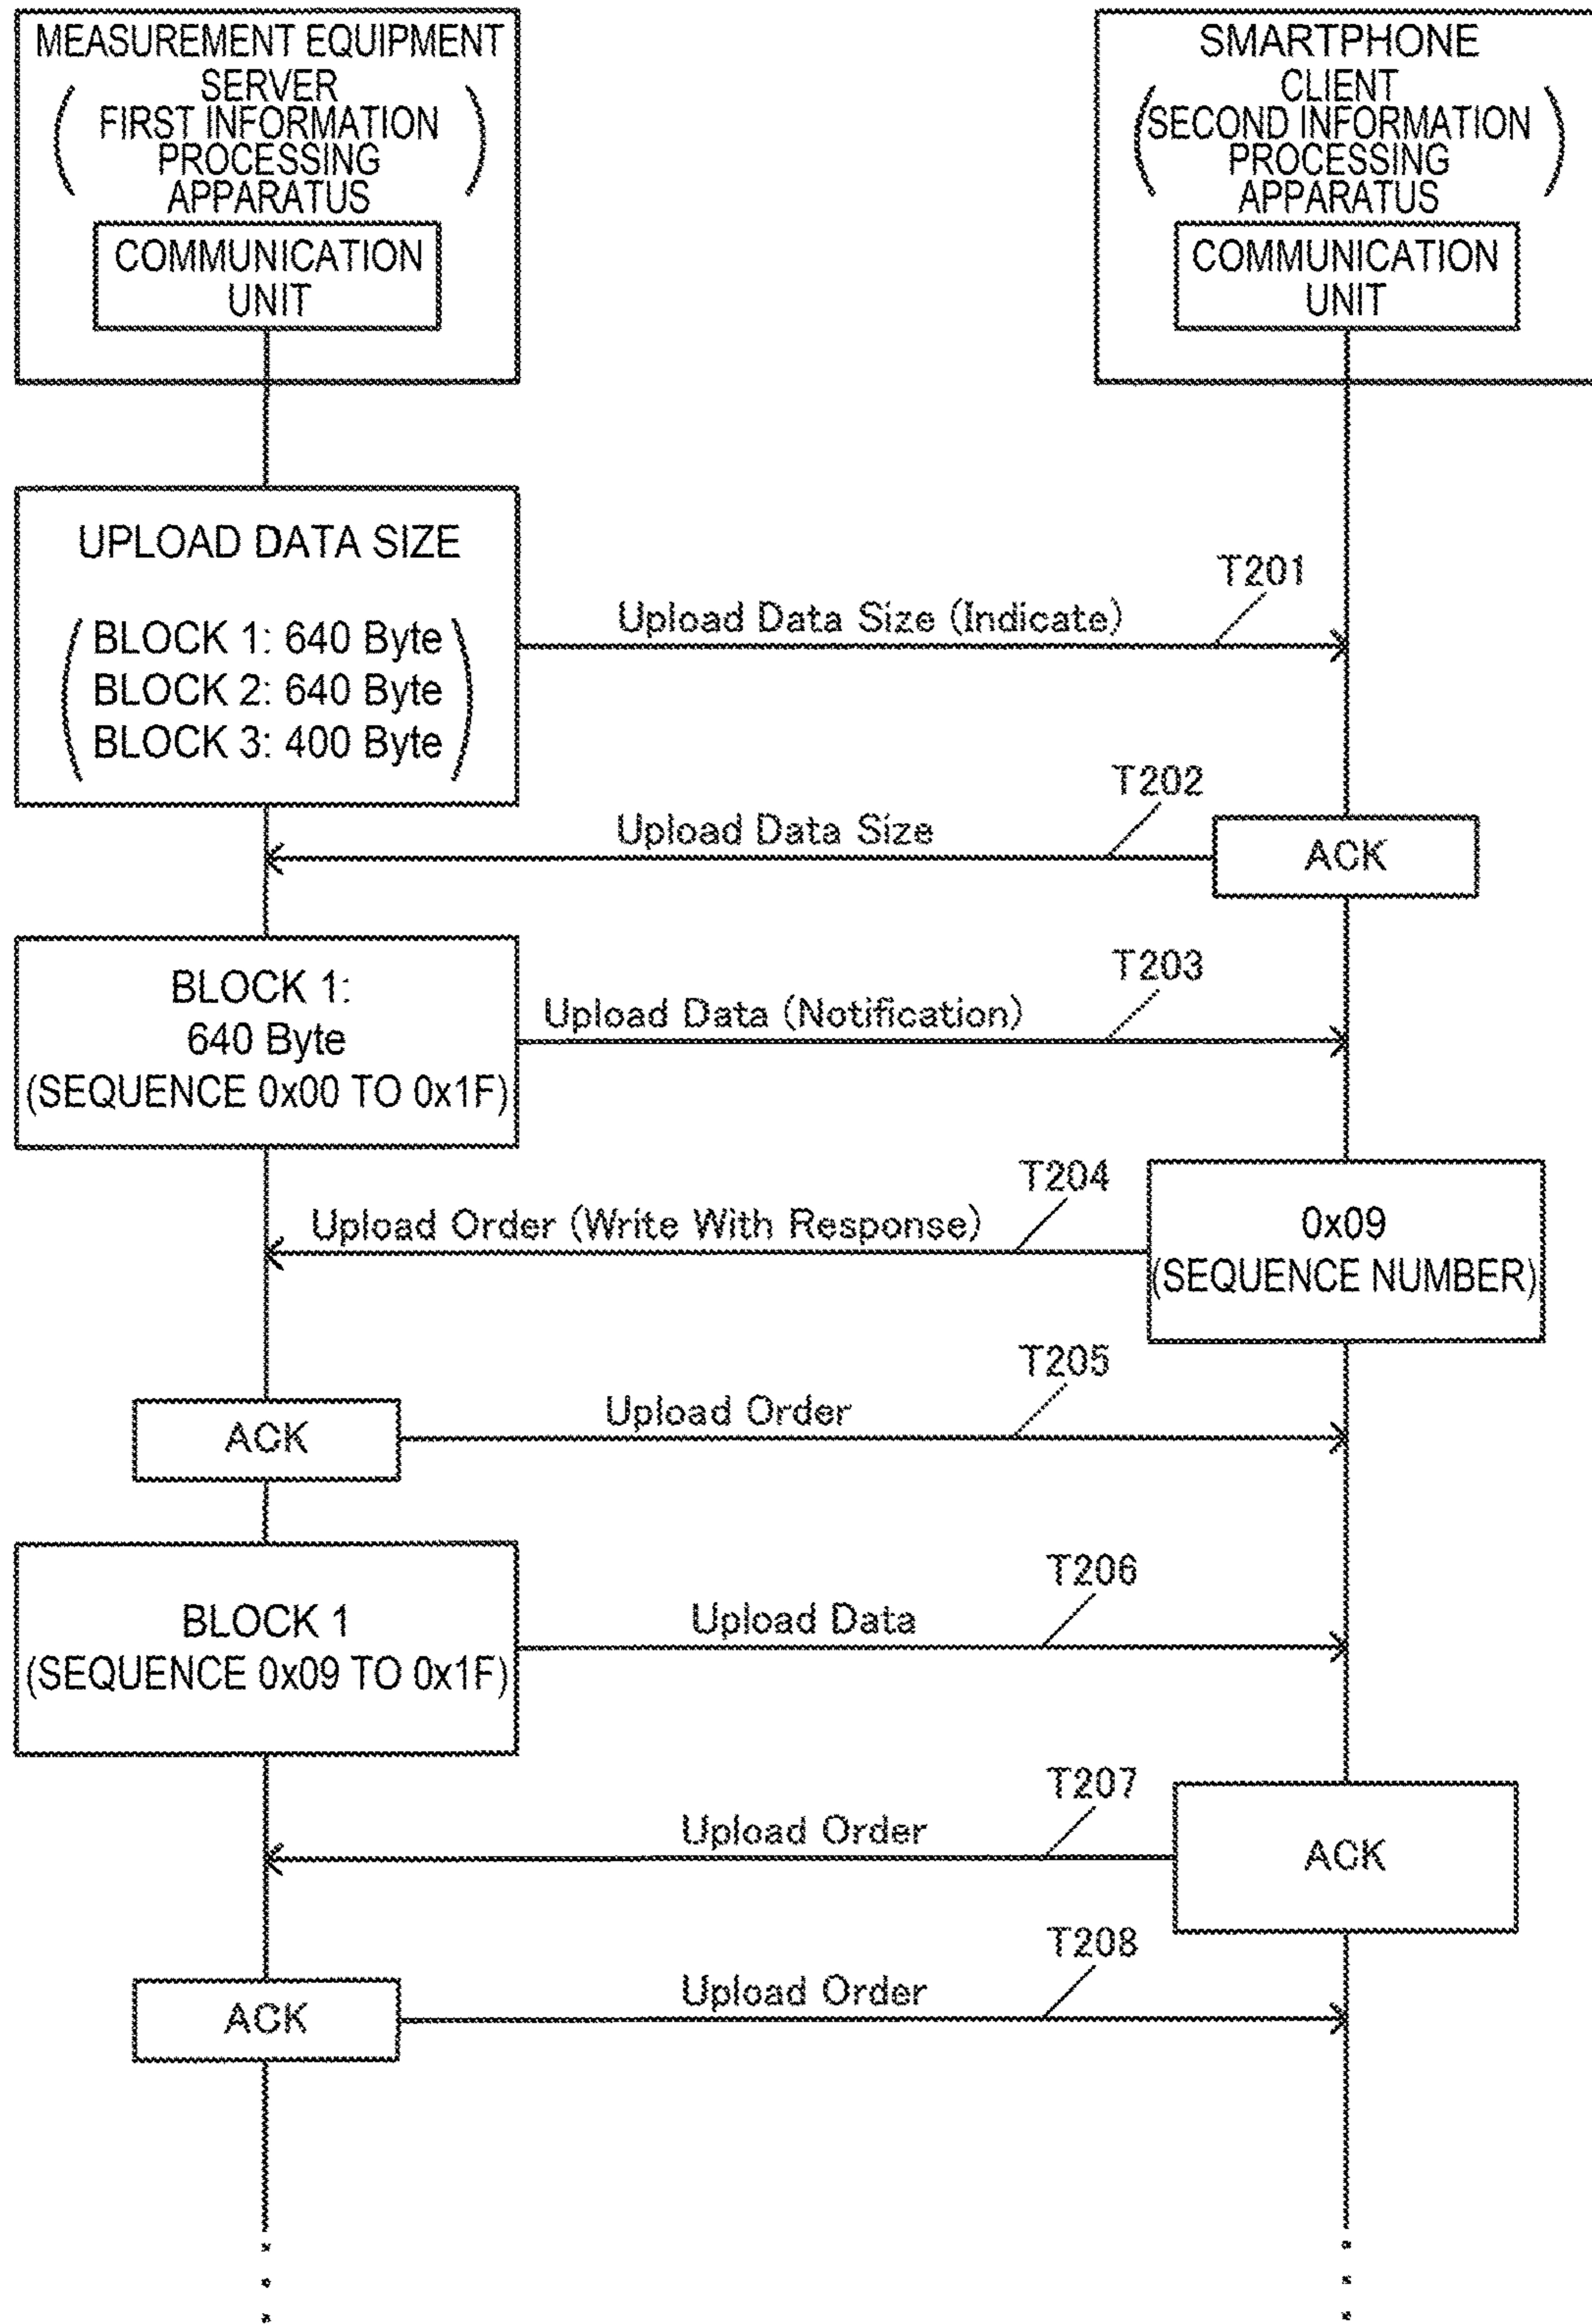 MEASUREMENT EQUIPMENT
SERVER
FIRST INFORMATION
PROCESSING
APPARATUS
COMMUNICATION
UNIT
SMARTPHONE
CLIENT
SECOND INFORMATION
PROCESSING
APPARATUS
COMMUNICATION
UNIT
UPLOAD DATA SIZE
(BLOCK 1: 640 Byte
BLOCK 2: 640 Byte
BLOCK 3: 400 Byte)
T201
Upload Data Size (Indicate)
T202
Upload Data Size
ACK
BLOCK 1:
640 Byte
(SEQUENCE 0x00 TO 0x1F)
T203
Upload Data (Notification)
T204
Upload Order (Write With Response)
0x09
(SEQUENCE NUMBER)
T205
ACK
Upload Order
BLOCK 1
(SEQUENCE 0x09 TO 0x1F)
T206
Upload Data
T207
Upload Order
ACK
T208
ACK
Upload Order